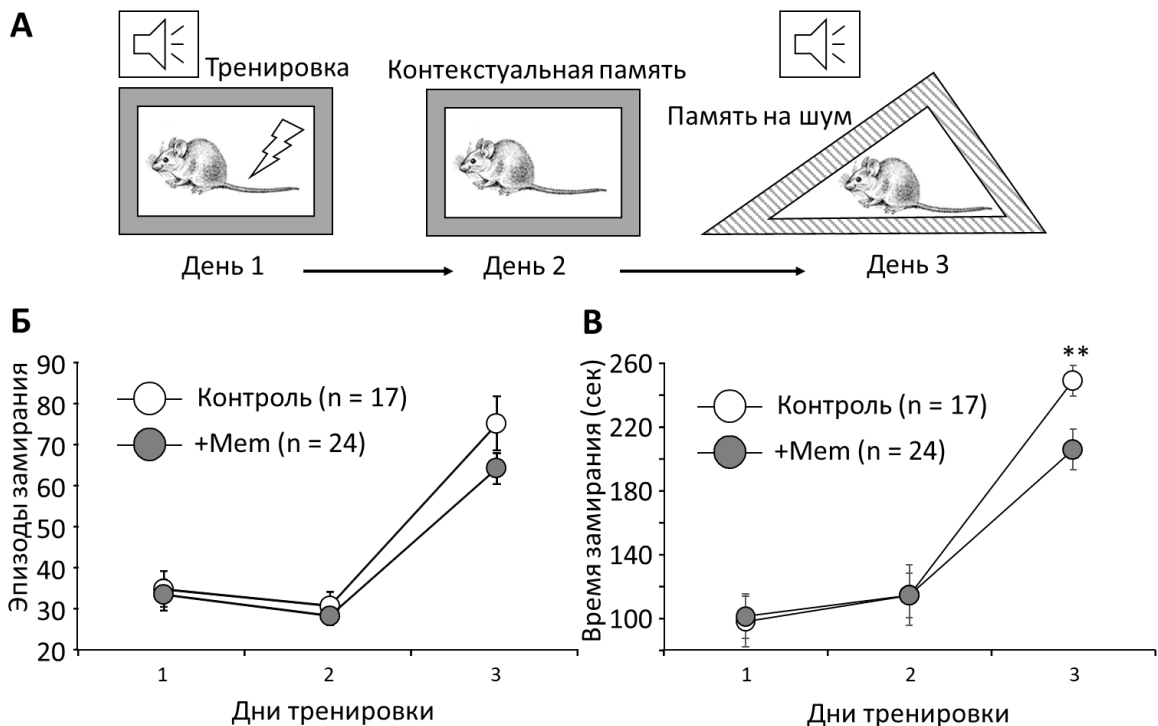 А
Тренировка
Контекстуальная память
Память на шум
День 1
День 2
День 3
Б
Эпизоды замирания
90
80
70
60
50
40
30
20
Контроль (n = 17)
+Mem (n = 24)
1
2
3
Дни тренировки
В
Время замирания (сек)
260
220
180
140
100
**
Контроль (n = 17)
+Mem (n = 24)
1
2
3
Дни тренировки